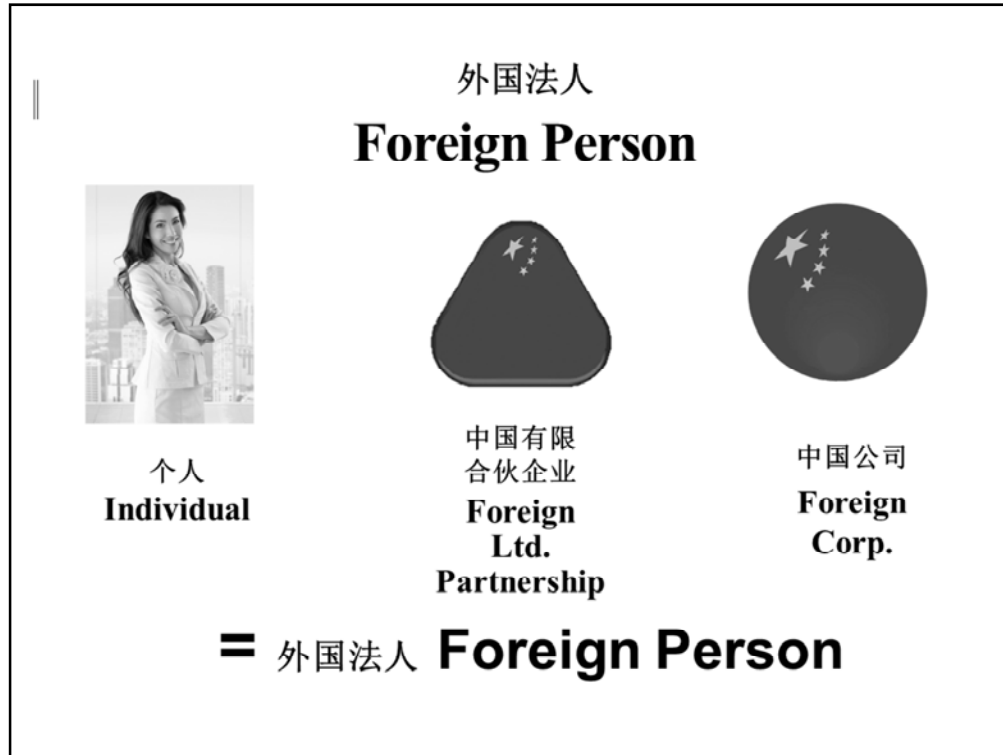 外国法人
Foreign Person
个人
Individual
中国有限
合伙企业
Foreign
Ltd.
Partnership
中国公司
Foreign
Corp.
= 外国法人 Foreign Person